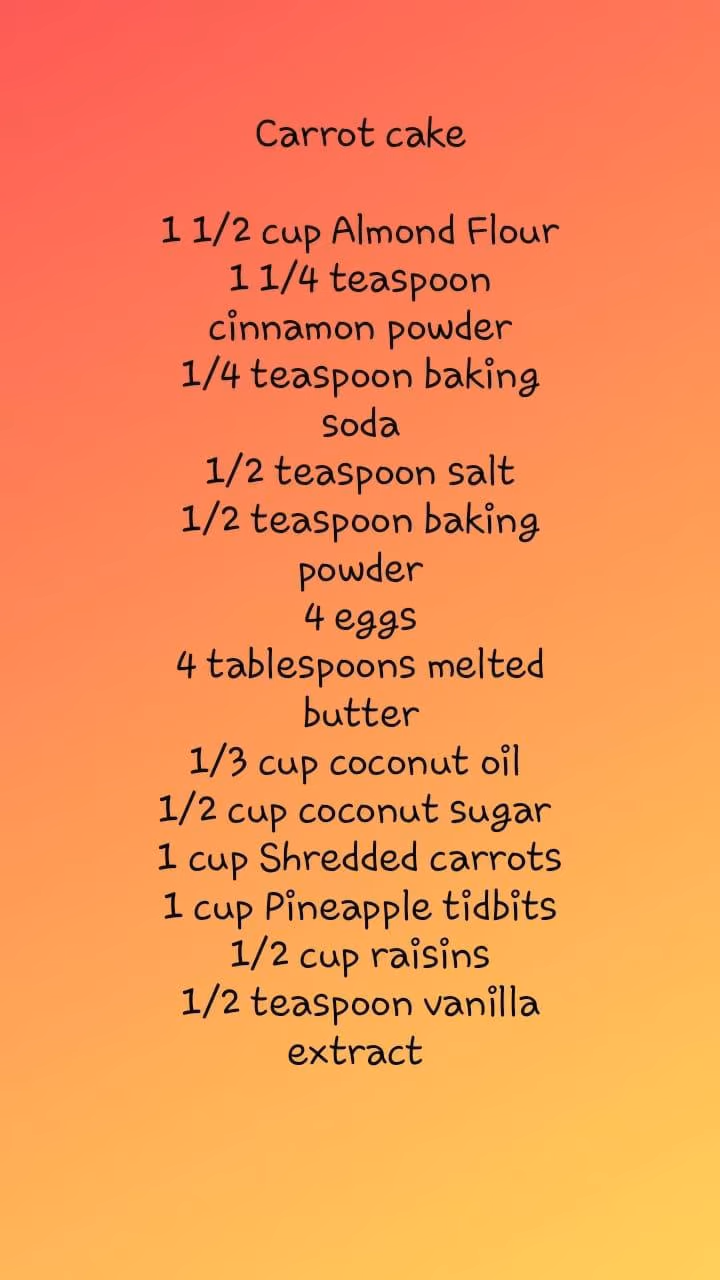 Carrot cake
1 1/2 cup Almond Flour
1 1/4 teaspoon
cinnamon powder
1/4 teaspoon baking
soda
1/2 teaspoon salt
1/2 teaspoon baking
powder
4 eggs
4 tablespoons melted
butter
1/3 cup coconut oil
1/2 cup coconut sugar
1 cup Shredded carrots
1 cup Pineapple tidbits
1/2 cup raisins
1/2 teaspoon vanilla
extract